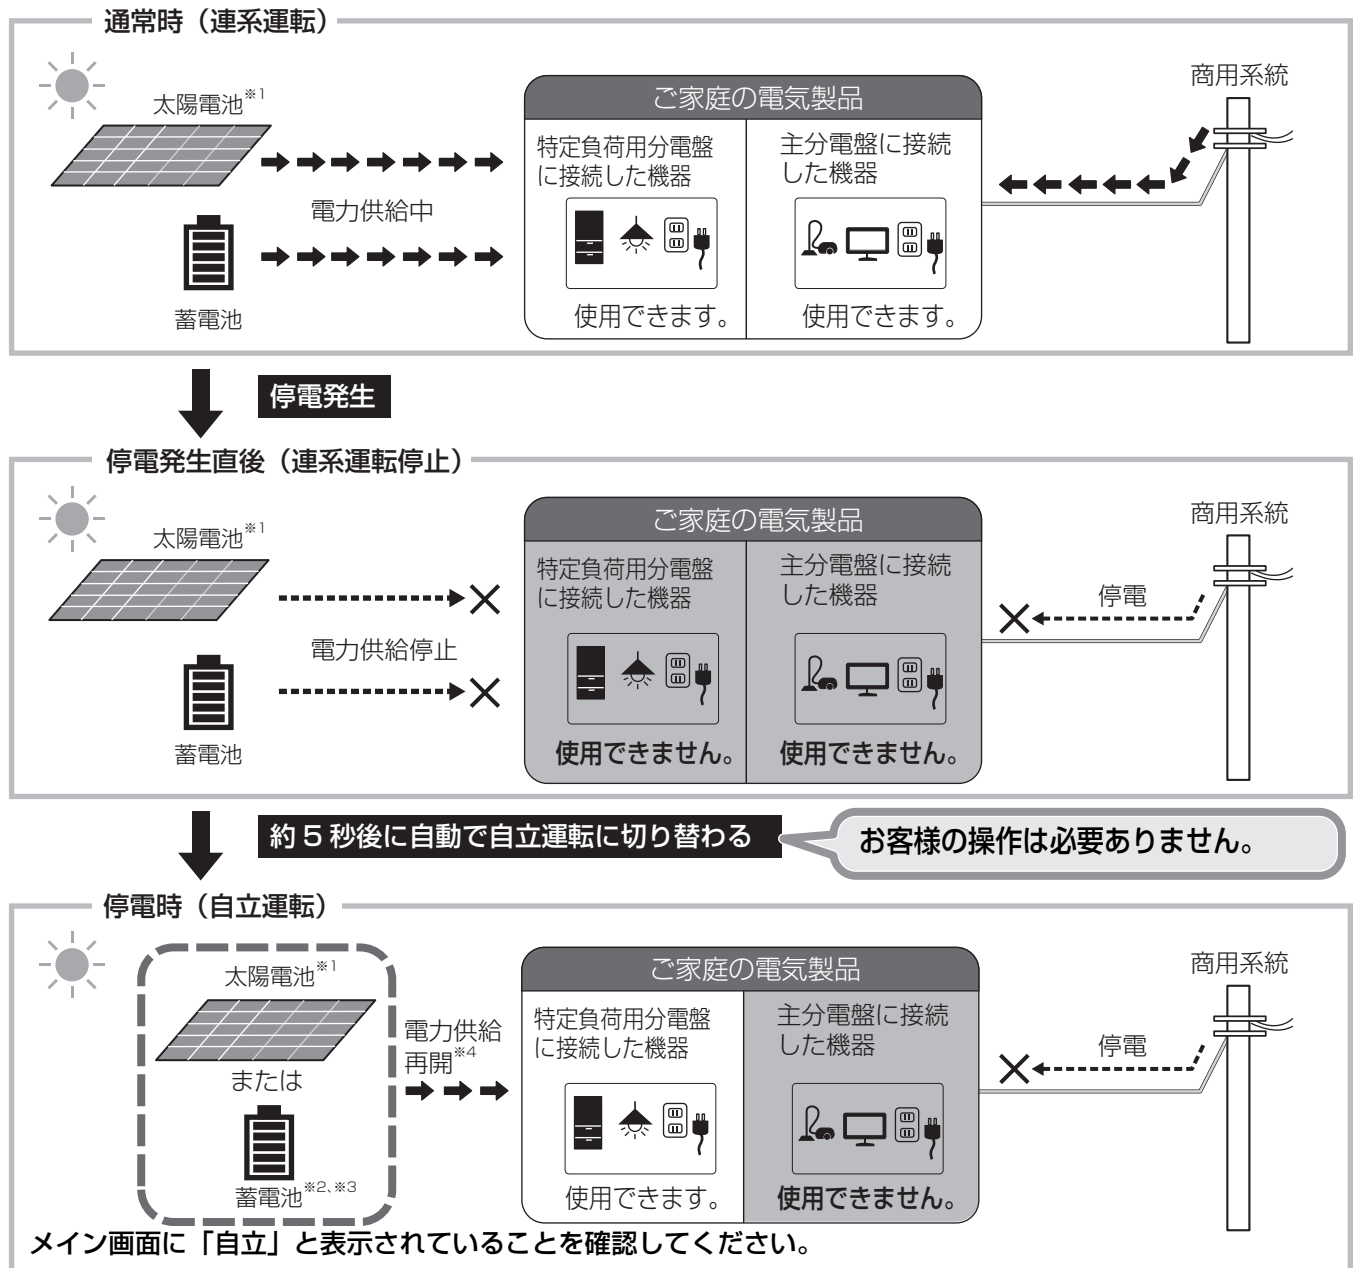 通常時（連系運転）
太陽電池※1
電力供給中
蓄電池
ご家庭の電気製品
特定負荷用分電盤
に接続した機器
使用できます。
主分電盤に接続
した機器
使用できます。
商用系統
停電発生
停電発生直後（連系運転停止）
太陽電池※1
電力供給停止
蓄電池
ご家庭の電気製品
特定負荷用分電盤
に接続した機器
使用できません。
主分電盤に接続
した機器
使用できません。
停電
商用系統
約5秒後に自動で自立運転に切り替わる
お客様の操作は必要ありません。
停電時（自立運転）
太陽電池※1
または
蓄電池※2、※3
電力供給
再開※4
ご家庭の電気製品
特定負荷用分電盤
に接続した機器
使用できます。
主分電盤に接続
した機器
使用できません。
停電
商用系統
メイン画面に「自立」と表示されていることを確認してください。